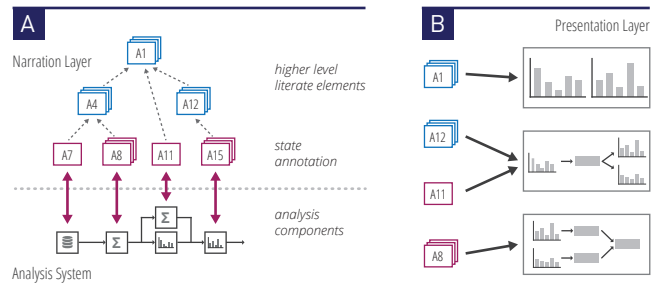 A
Narration Layer
A1
higher level
literate elements
A4
A12
A7
A8
A11
A15
state
annotation
Σ
Σ
analysis
components
Analysis System
B
Presentation Layer
A1
A12
A11
A8